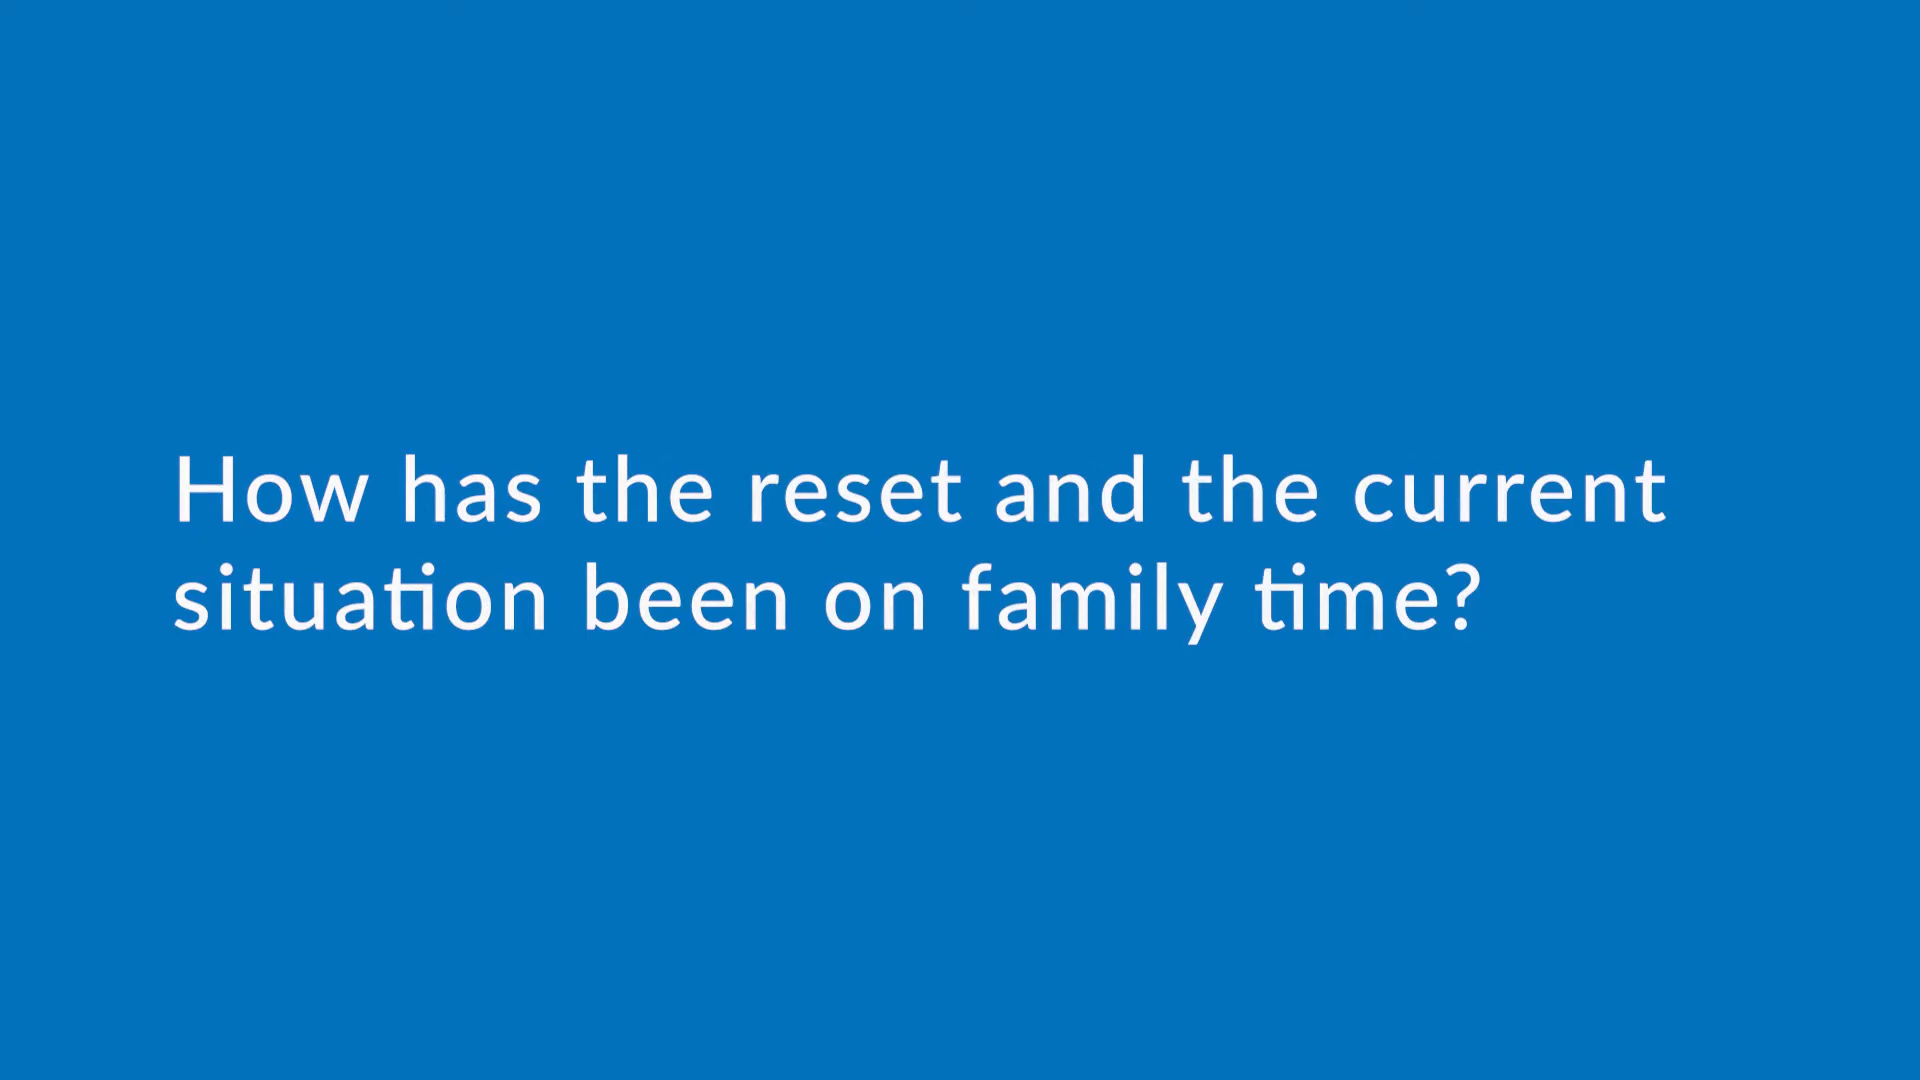 How has the reset and the current
situation been on family time?